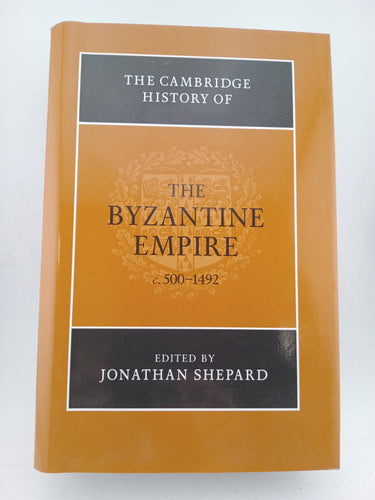 THE CAMBRIDGE
HISTORY OF
THE
BYZANTINE
EMPIRE
c. 500–1492
EDITED BY
JONATHAN SHEPARD